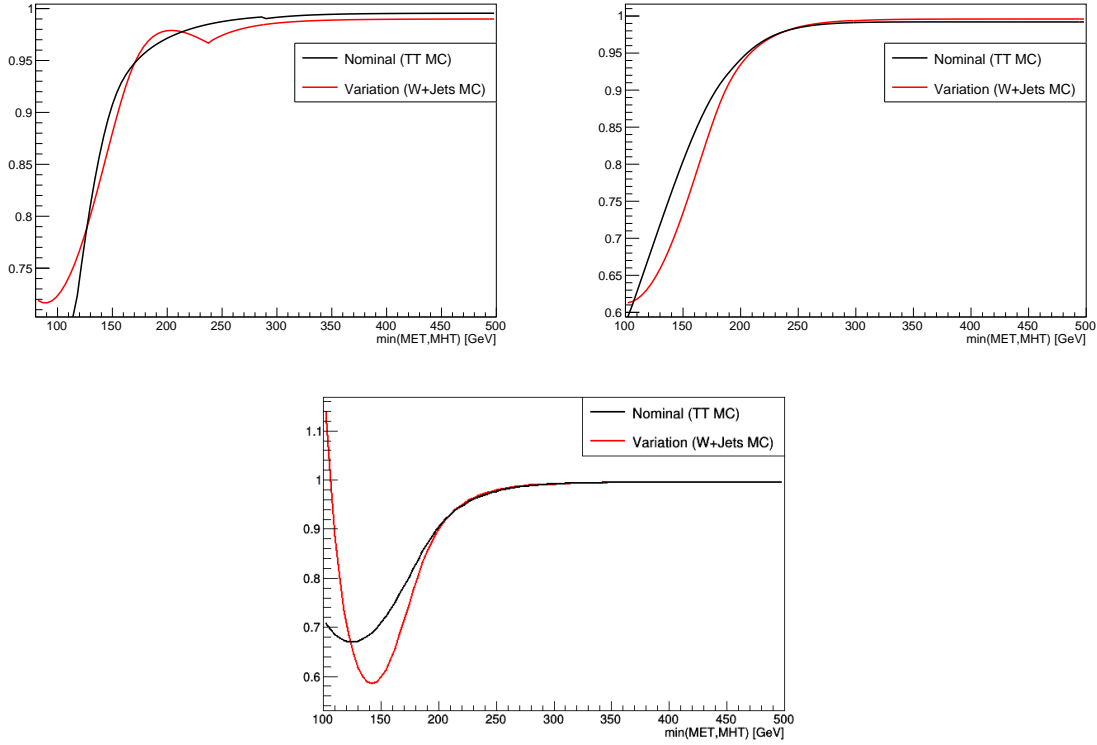 1
0.95
0.9
0.85
0.8
0.75
Nominal (TT MC)
Variation (W+Jets MC)
100 150 200 250 300 350 400 450 500
min(MET,MHT) [GeV]
1
0.95
0.9
0.85
0.8
0.75
0.7
0.65
0.6
Nominal (TT MC)
Variation (W+Jets MC)
100 150 200 250 300 350 400 450 500
min(MET,MHT) [GeV]
1.1
1
0.9
0.8
0.7
0.6
Nominal (TT MC)
Variation (W+Jets MC)
100 150 200 250 300 350 400 450 500
min(MET,MHT) [GeV]